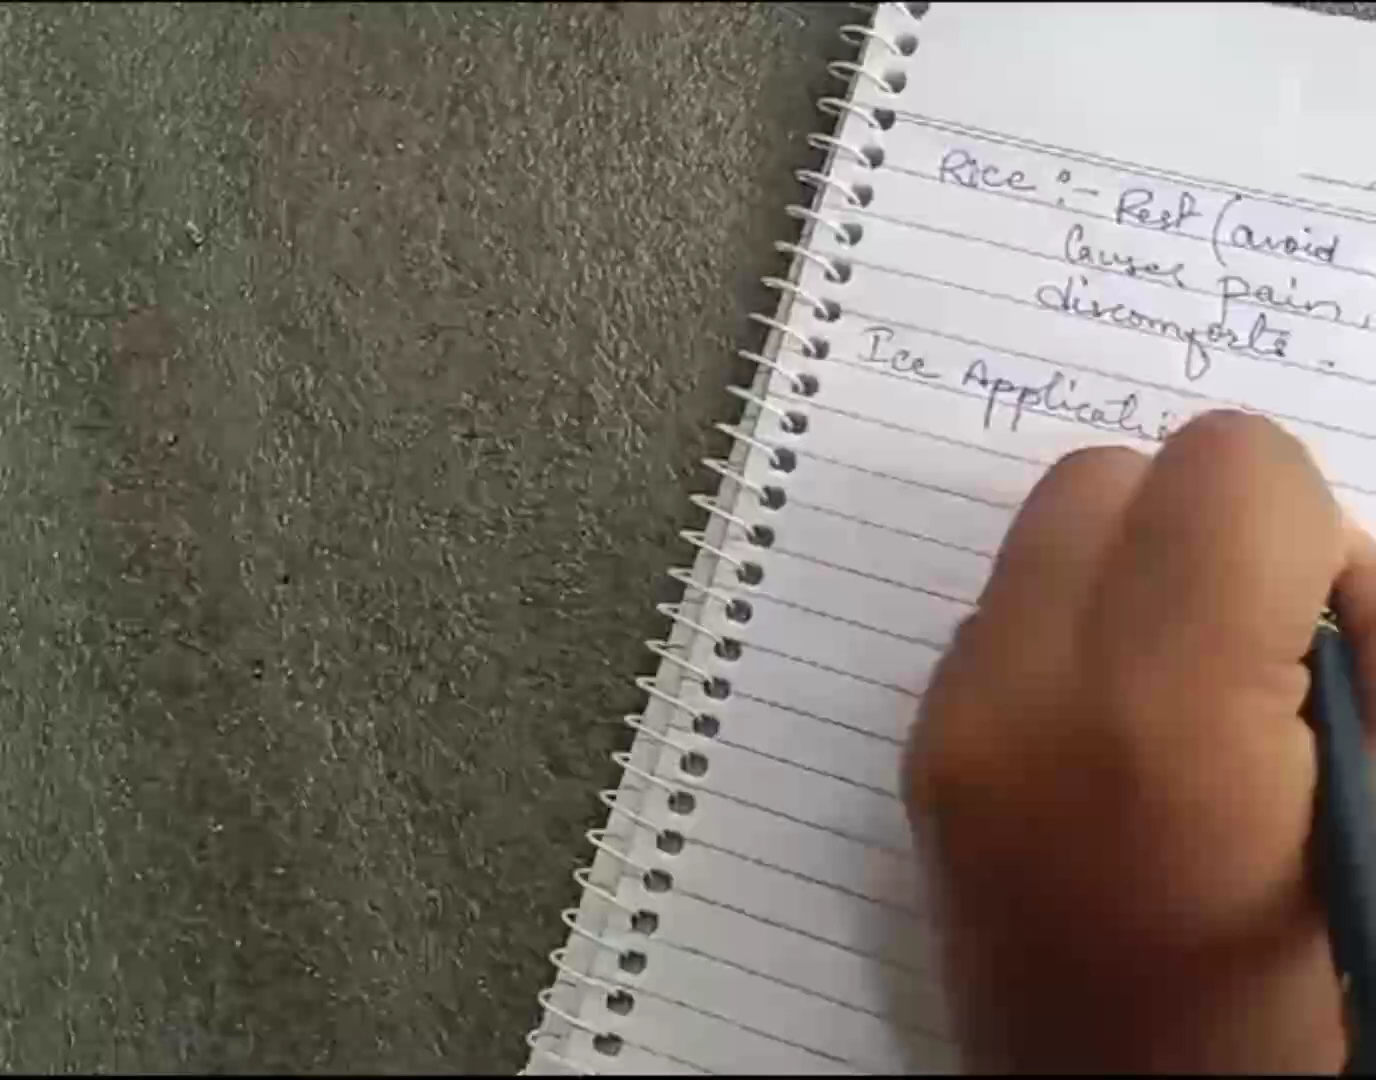 Rice :- Rest (avoid
Causes pain,
discomforts.
Ice Applicati